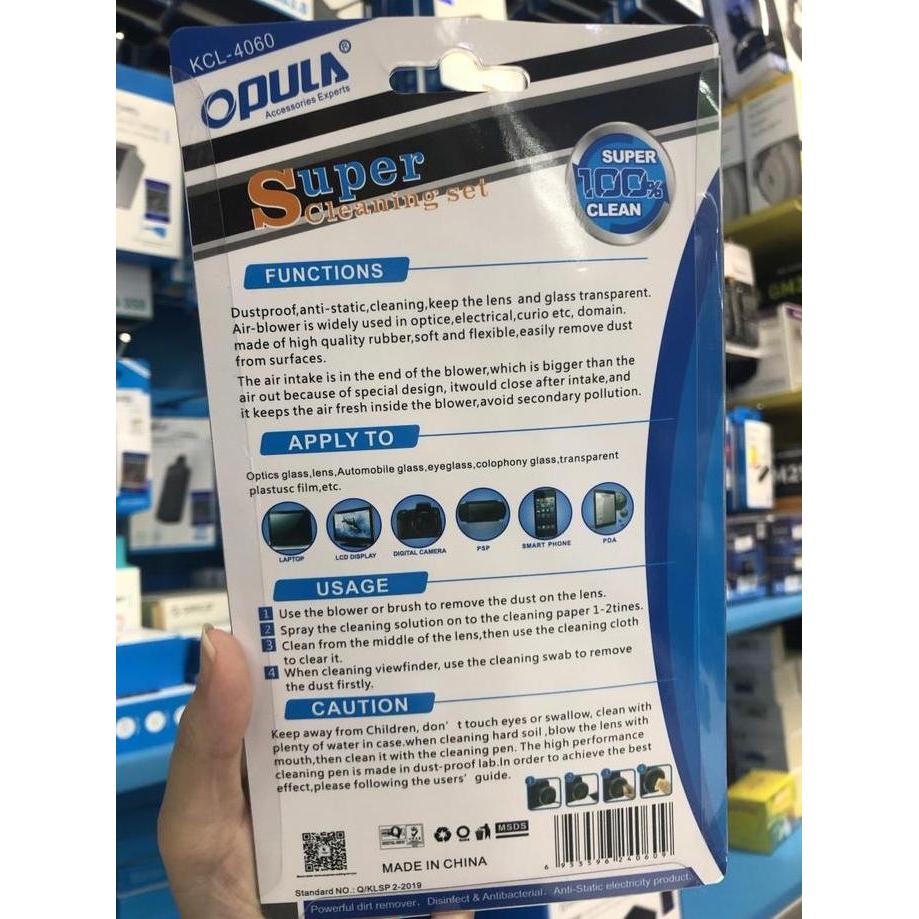 KCL-4060
OPULA®
Accessories Experts
Super
Cleaning set
SUPER
100%
CLEAN
FUNCTIONS
Dustproof,anti-static,cleaning,keep the lens and glass transparent.
Air-blower is widely used in optice,electrical,curio etc, domain.
made of high quality rubber,soft and flexible,easily remove dust
from surfaces.
The air intake is in the end of the blower,which is bigger than the
air out because of special design, itwould close after intake,and
it keeps the air fresh inside the blower,avoid secondary pollution.
APPLY TO
Optics glass,lens,Automobile glass,eyeglass,colophony glass,transparent
plastusc film,etc.
LAPTOP
LCD DISPLAY
DIGITAL CAMERA
PSP
SMART PHONE
PDA
USAGE
1 Use the blower or brush to remove the dust on the lens.
2 Spray the cleaning solution on to the cleaning paper 1-2tines.
3 Clean from the middle of the lens,then use the cleaning cloth
to clear it.
4 When cleaning viewfinder, use the cleaning swab to remove
the dust firstly.
CAUTION
Keep away from Children, don' t touch eyes or swallow, clean with
plenty of water in case.when cleaning hard soil ,blow the lens with
mouth,then clean it with the cleaning pen. The high performance
cleaning pen is made in dust-proof lab.In order to achieve the best
effect,please following the users' guide.
MSDS
MADE IN CHINA
6 953596 240609
Standard NO.: Q/KLSP 2-2019
Powerful dirt remover. Disinfect & Antibacterial. Anti-Static electricity product.